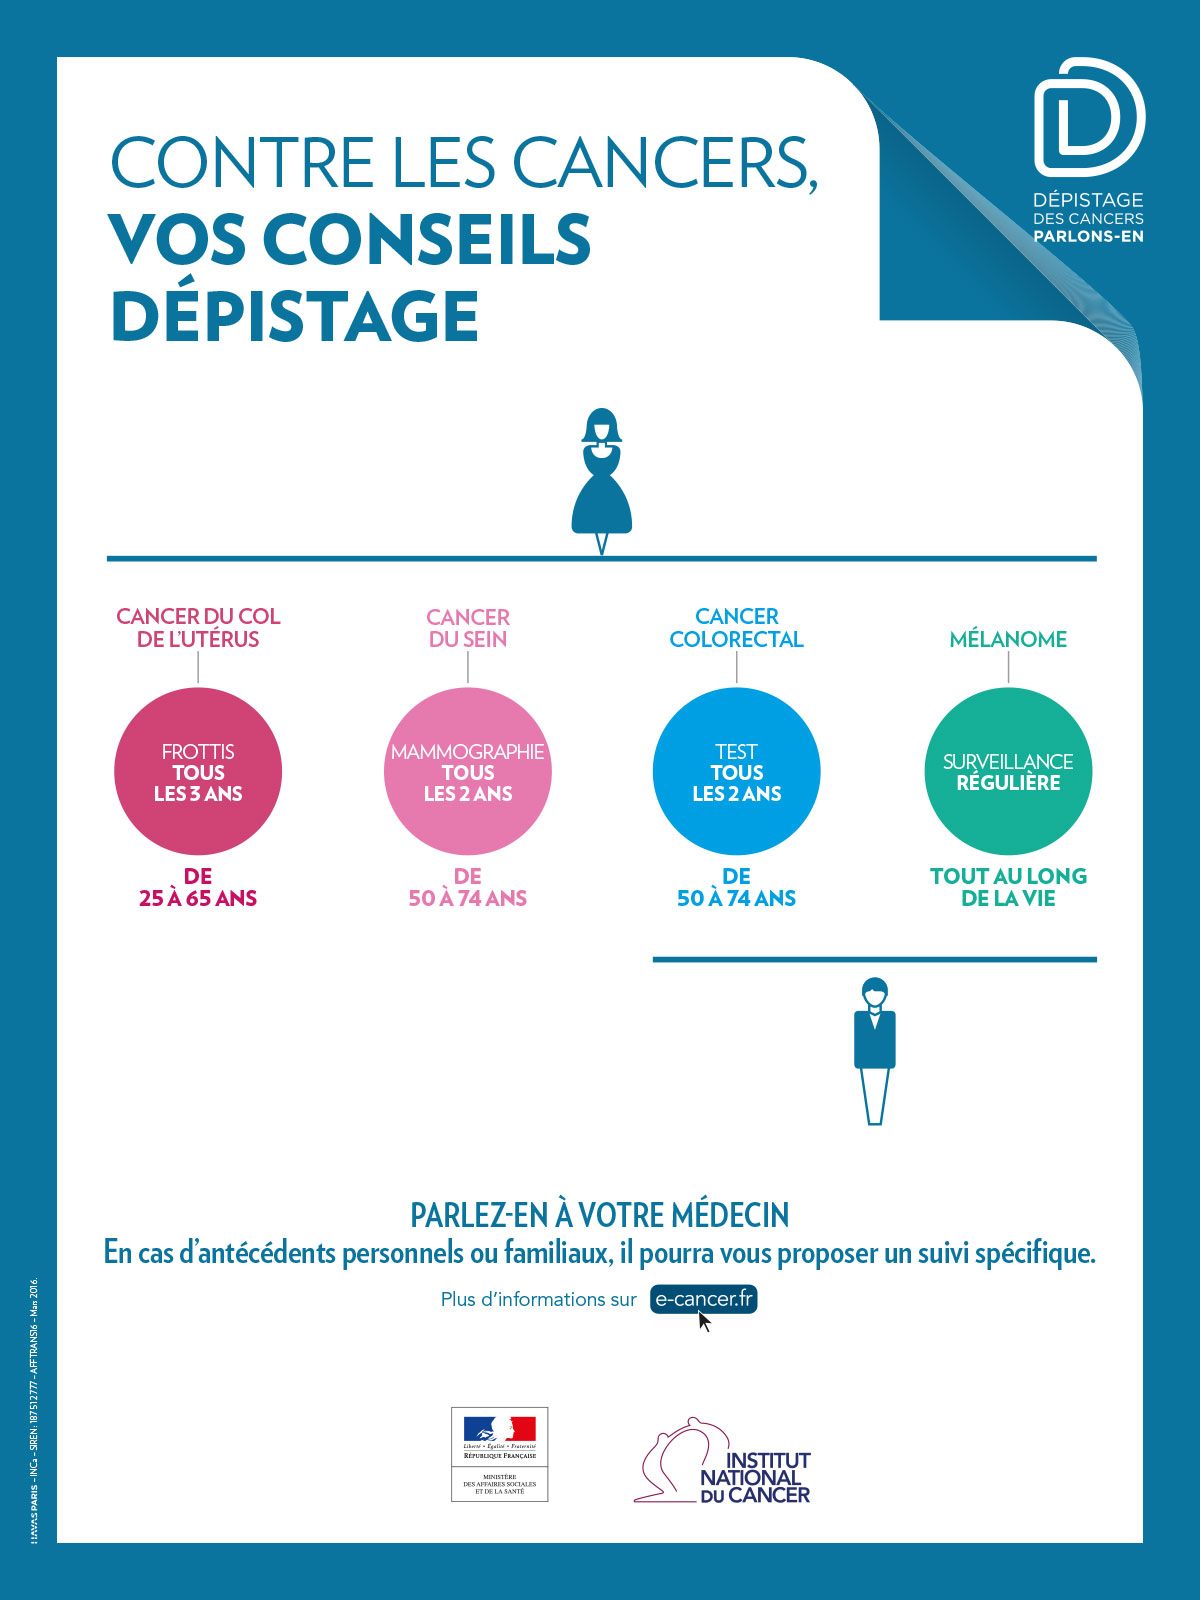 CONTRE LES CANCERS,
VOS CONSEILS
DÉPISTAGE
DÉPISTAGE
DES CANCERS
PARLONS-EN
CANCER DU COL
DE L'UTÉRUS
FROTTIS
TOUS
LES 3 ANS
DE
25 À 65 ANS
CANCER
DU SEIN
MAMMOGRAPHIE
TOUS
LES 2 ANS
DE
50 À 74 ANS
CANCER
COLORECTAL
TEST
TOUS
LES 2 ANS
DE
50 À 74 ANS
MÉLANOME
SURVEILLANCE
RÉGULIÈRE
TOUT AU LONG
DE LA VIE
PARLEZ-EN À VOTRE MÉDECIN
En cas d'antécédents personnels ou familiaux, il pourra vous proposer un suivi spécifique.
Plus d'informations sur e-cancer.fr
Liberté • Égalité • Fraternité
RÉPUBLIQUE FRANÇAISE
MINISTÈRE
DES AFFAIRES SOCIALES
ET DE LA SANTÉ
INSTITUT
NATIONAL
DU CANCER
HAVAS PARIS – INCa – SIREN: 187 512 777 – AFFTRANS16 – Mars 2016.